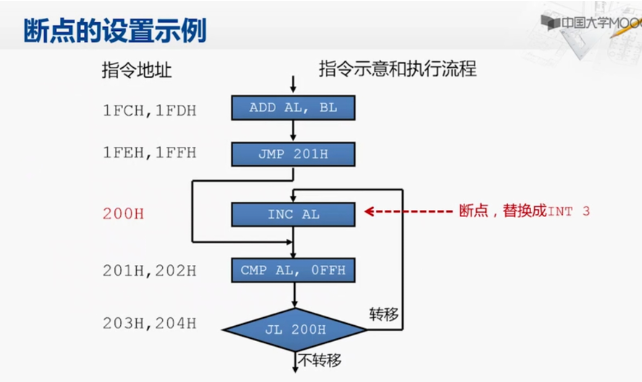 断点的设置示例
中国大学MOO
指令地址
指令示意和执行流程
1FCH,1FDH
ADD AL, BL
1FEH,1FFH
JMP 201H
200H
INC AL
断点，替换成INT 3
201H,202H
CMP AL, 0FFH
203H,204H
JL 200H
转移
不转移